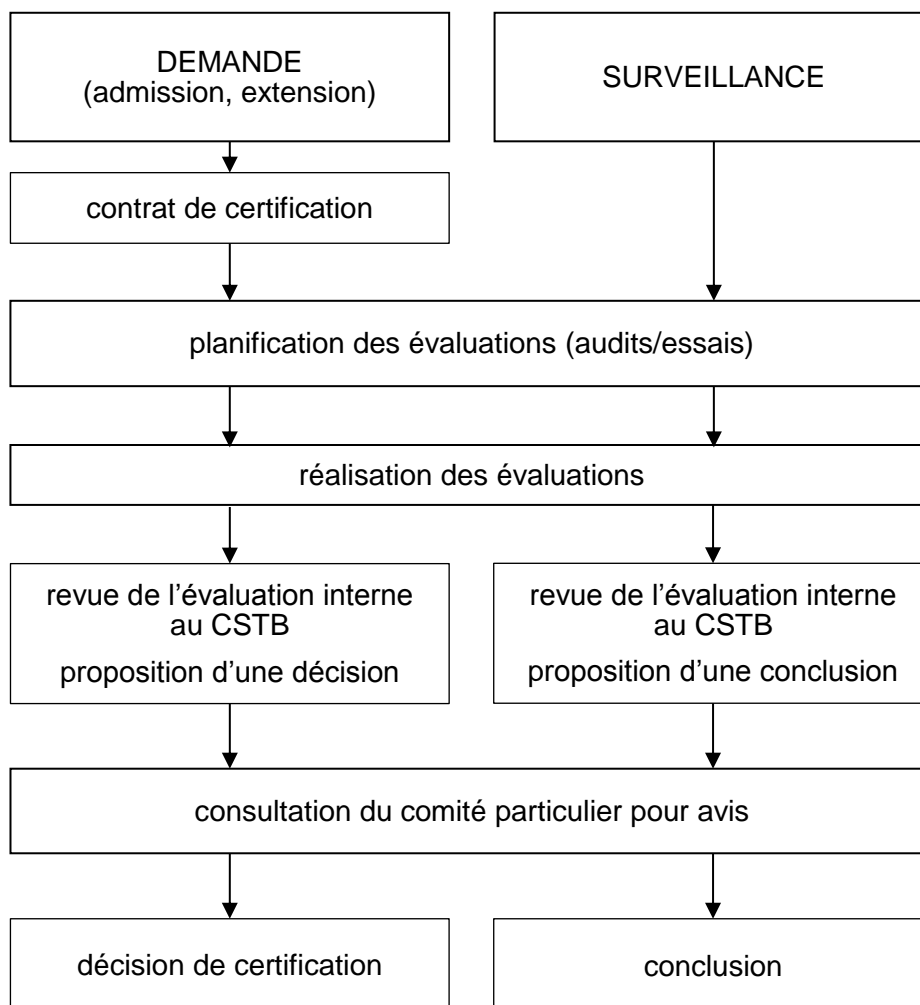 DEMANDE
(admission, extension)
SURVEILLANCE
contrat de certification
planification des évaluations (audits/essais)
réalisation des évaluations
revue de l’évaluation interne
au CSTB
proposition d’une décision
revue de l’évaluation interne
au CSTB
proposition d’une conclusion
consultation du comité particulier pour avis
décision de certification
conclusion